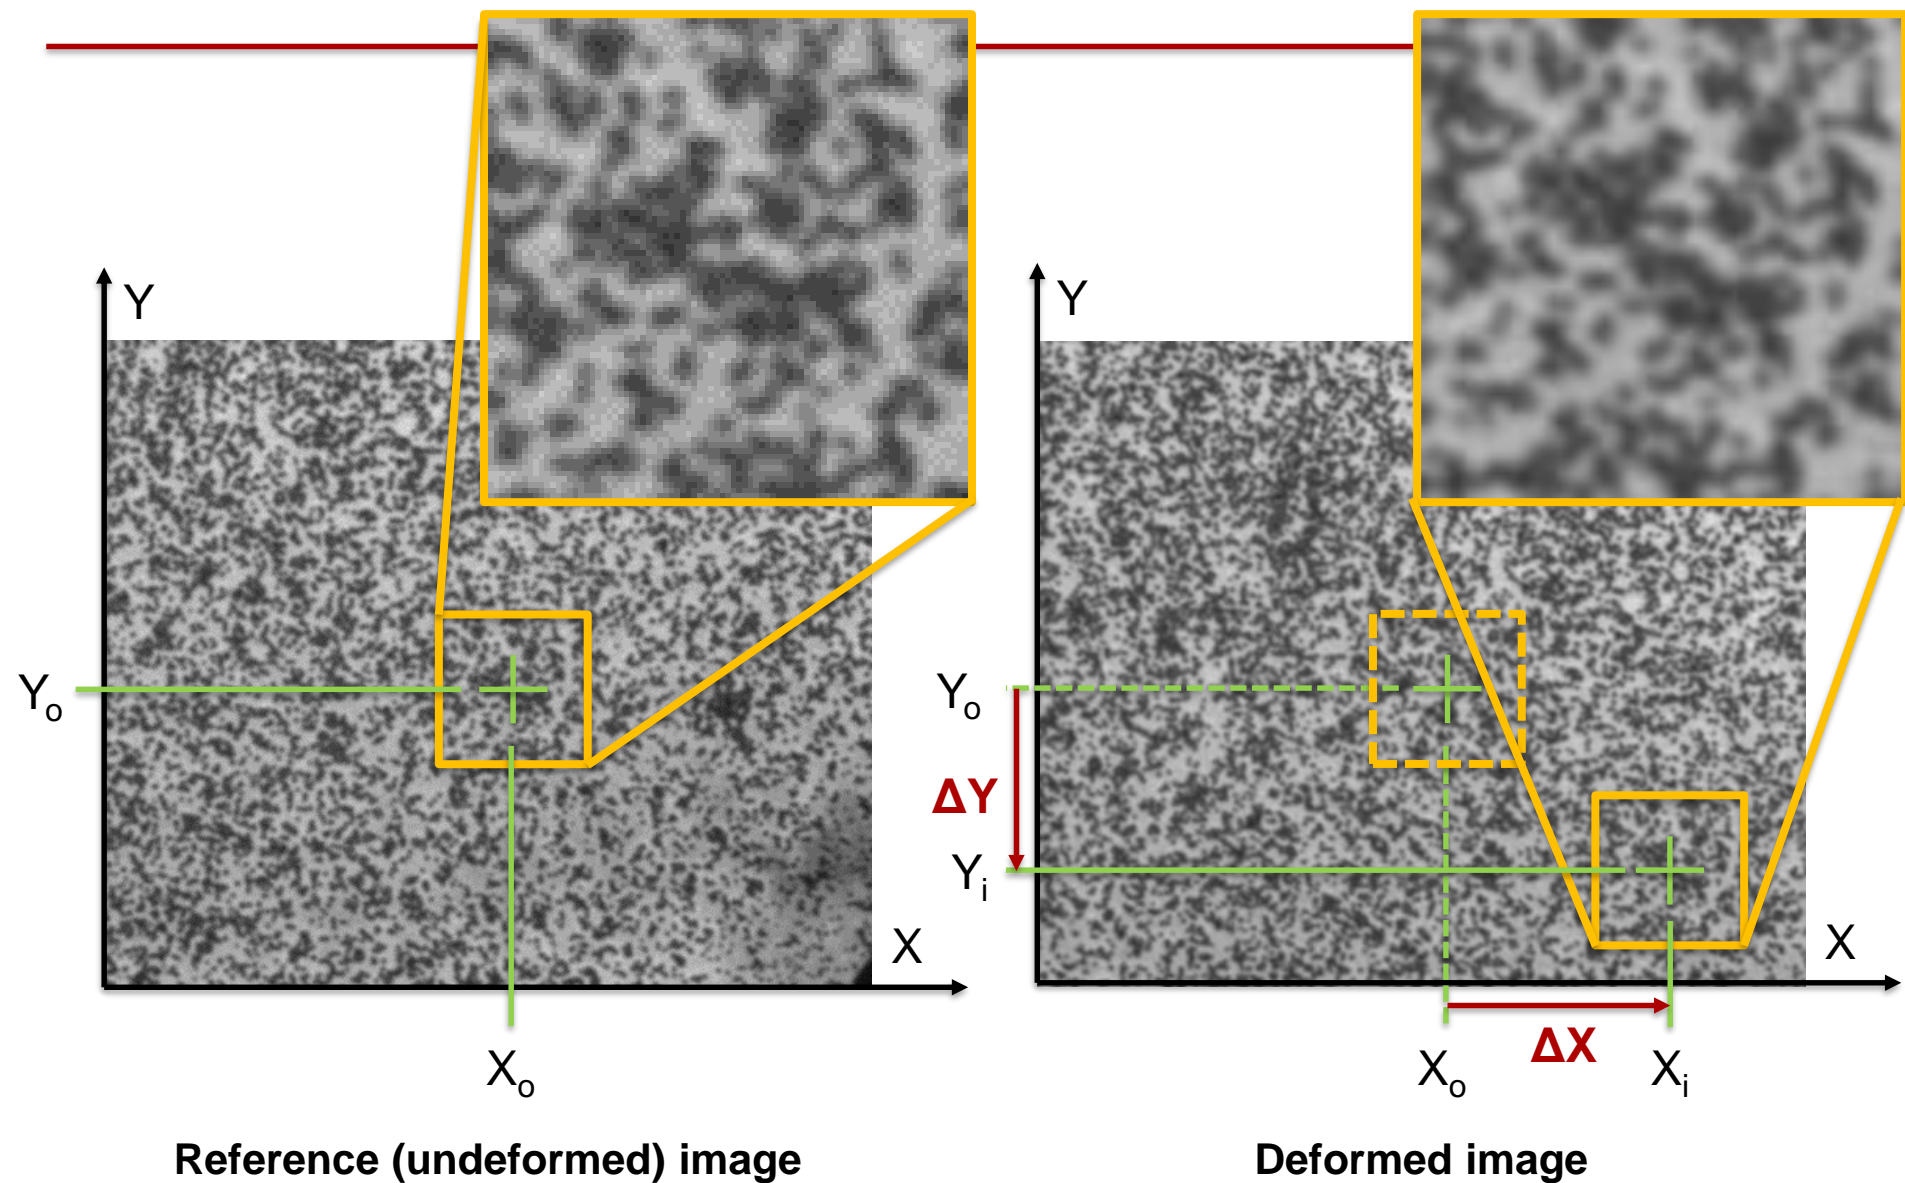 Y
Y
Yₒ
Yₒ
ΔY
Yᵢ
X
X
ΔX
Xₒ
Xₒ
Xᵢ
Reference (undeformed) image
Deformed image